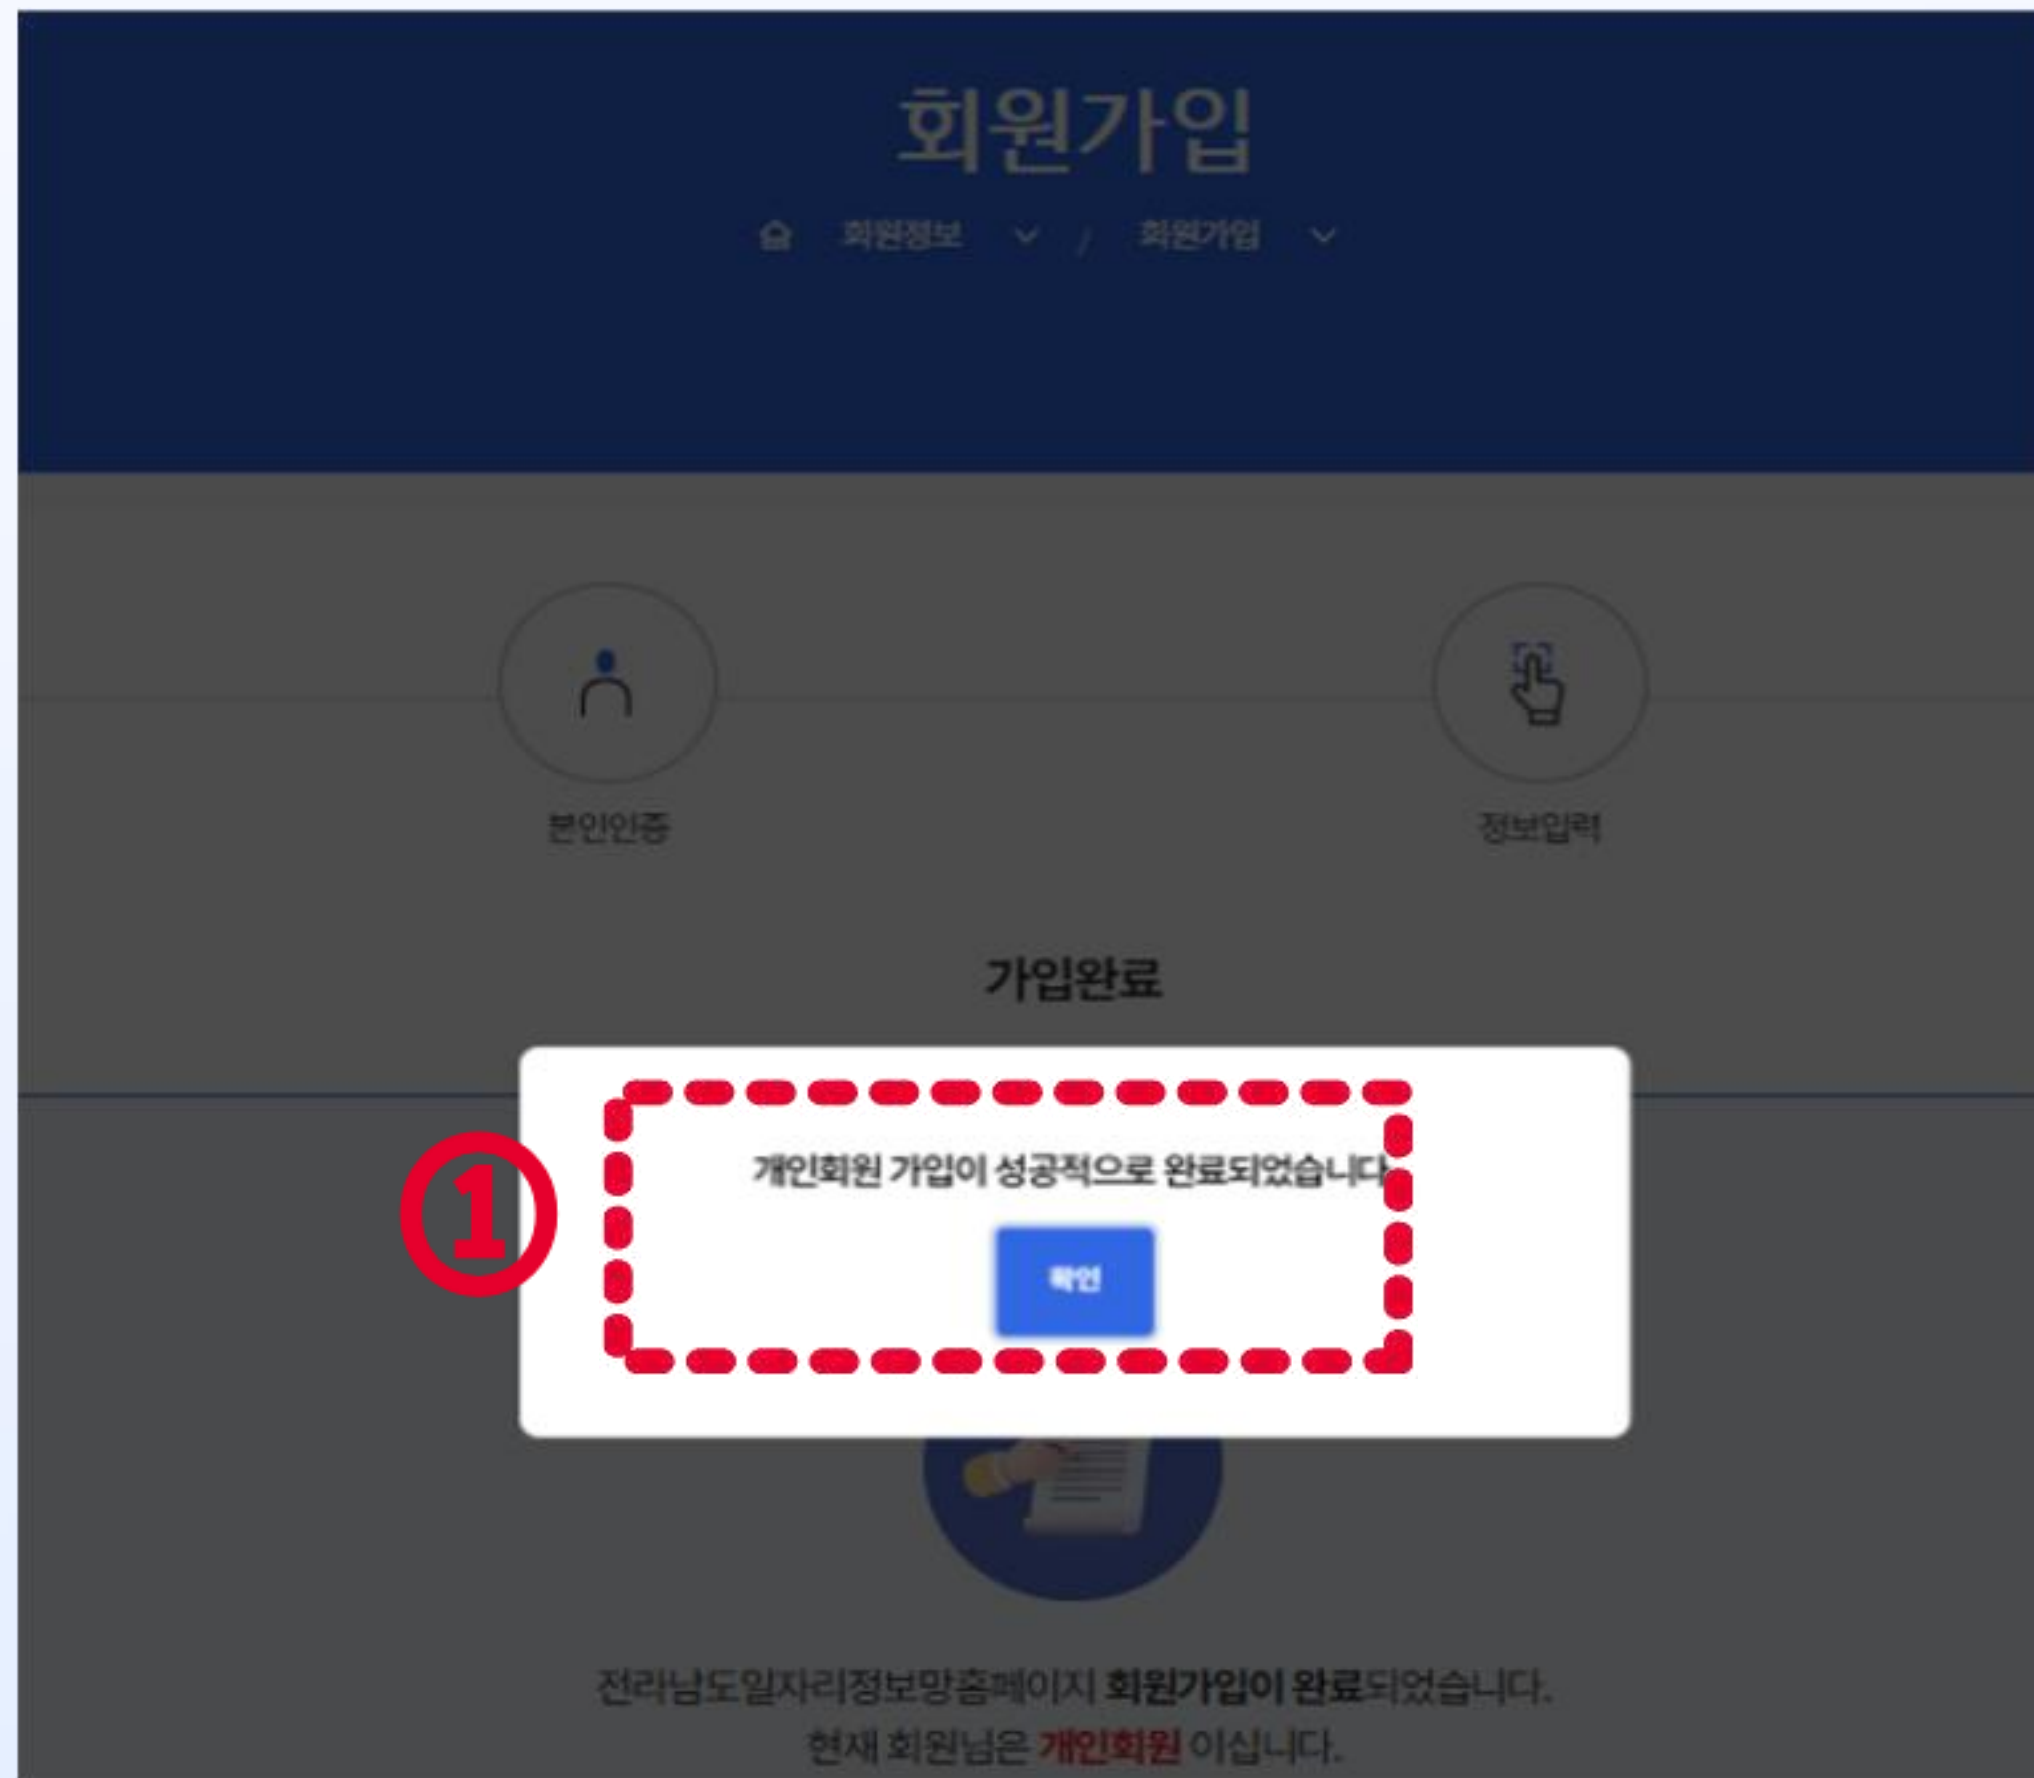 회원가입
회원정보 / 회원가입
본인인증
정보입력
가입완료
1
개인회원 가입이 성공적으로 완료되었습니다
확인
전라남도일자리정보망홈페이지 회원가입이 완료되었습니다.
현재 회원님은 개인회원 이십니다.